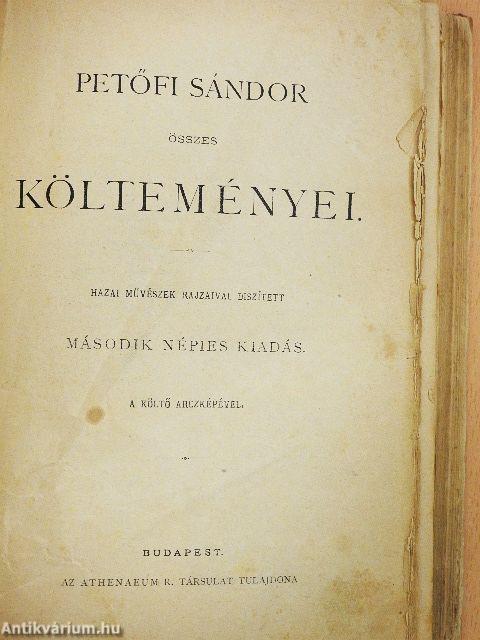 PETŐFI SÁNDOR
ÖSSZES
KÖLTEMÉNYEI.
HAZAI MŰVÉSZEK RAJZAIVAL DISZÍTETT
MÁSODIK NÉPIES KIADÁS.
A KÖLTŐ ARCZKÉPÉVEL.
BUDAPEST.
AZ ATHENAEUM R. TÁRSULAT TULAJDONA
Antikvárium.hu